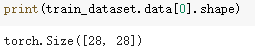 print(train_dataset.data[0].shape)
torch.Size([28, 28])